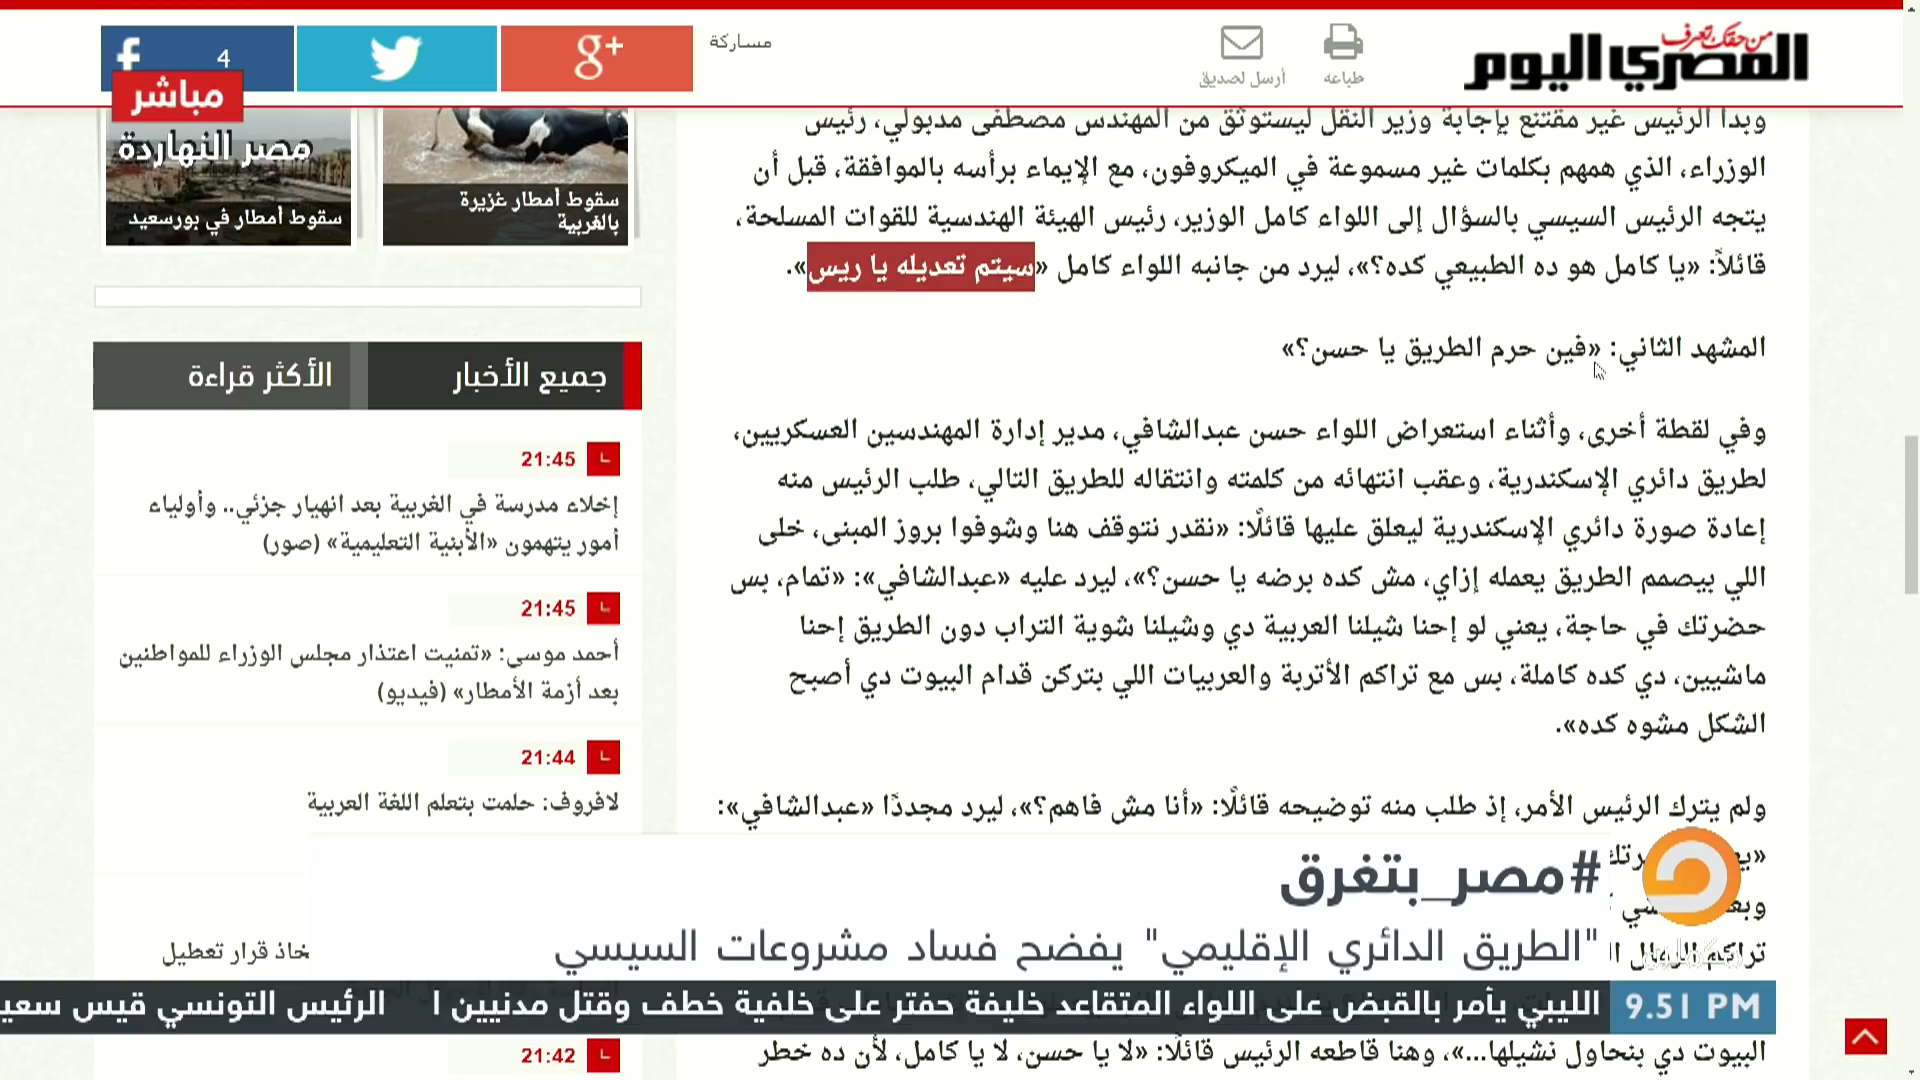 من حقك تعرف
المصري اليوم
طباعه
أرسل لصديق
مساركة
4
مباشر
مصر النهاردة
سقوط أمطار في بورسعيد
سقوط أمطار غزيرة
بالغربية
وبدا الرئيس غير مقتنع بإجابة وزير النقل ليستوثق من المهندس مصطفى مدبولي، رئيس
الوزراء، الذي همهم بكلمات غير مسموعة في الميكروفون، مع الإيماء برأسه بالموافقة، قبل أن
يتجه الرئيس السيسي بالسؤال إلى اللواء كامل الوزير، رئيس الهيئة الهندسية للقوات المسلحة،
قائلاً: «يا كامل هو ده الطبيعي كده؟»، ليرد من جانبه اللواء كامل «سيتم تعديله يا ريس».
المشهد الثاني: «فين حرم الطريق يا حسن؟»
وفي لقطة أخرى، وأثناء استعراض اللواء حسن عبدالشافي، مدير إدارة المهندسين العسكريين،
لطريق دائري الإسكندرية، وعقب انتهائه من كلمته وانتقاله للطريق التالي، طلب الرئيس منه
إعادة صورة دائري الإسكندرية ليعلق عليها قائلًا: «نقدر نتوقف هنا وشوفوا بروز المبنى، خلى
اللي بيصمم الطريق يعمله إزاي، مش كده برضه يا حسن؟»، ليرد عليه «عبدالشافي»: «تمام، بس
حضرتك في حاجة، يعني لو إحنا شيلنا العربية دي وشيلنا شوية التراب دون الطريق إحنا
ماشيين، دي كده كاملة، بس مع تراكم الأتربة والعربيات اللي بتركن قدام البيوت دي أصبح
الشكل مشوه كده».
ولم يترك الرئيس الأمر، إذ طلب منه توضيحه قائلًا: «أنا مش فاهم؟»، ليرد مجددًا «عبدالشافي»:
البيوت دي بنحاول نشيلها...»، وهنا قاطعه الرئيس قائلًا: «لا يا حسن، لا يا كامل، لأن ده خطر
جميع الأخبار
الأكثر قراءة
21:45
إخلاء مدرسة في الغربية بعد انهيار جزئي.. وأولياء
أمور يتهمون «الأبنية التعليمية» (صور)
21:45
أحمد موسى: «تمنيت اعتذار مجلس الوزراء للمواطنين
بعد أزمة الأمطار» (فيديو)
21:44
لافروف: حلمت بتعلم اللغة العربية
خاذ قرار تعطيل
21:42
#مصر_بتغرق
"الطريق الدائري الإقليمي" يفضح فساد مشروعات السيسي
9.51 PM
الليبي يأمر بالقبض على اللواء المتقاعد خليفة حفتر على خلفية خطف وقتل مدنيين ا الرئيس التونسي قيس سعي